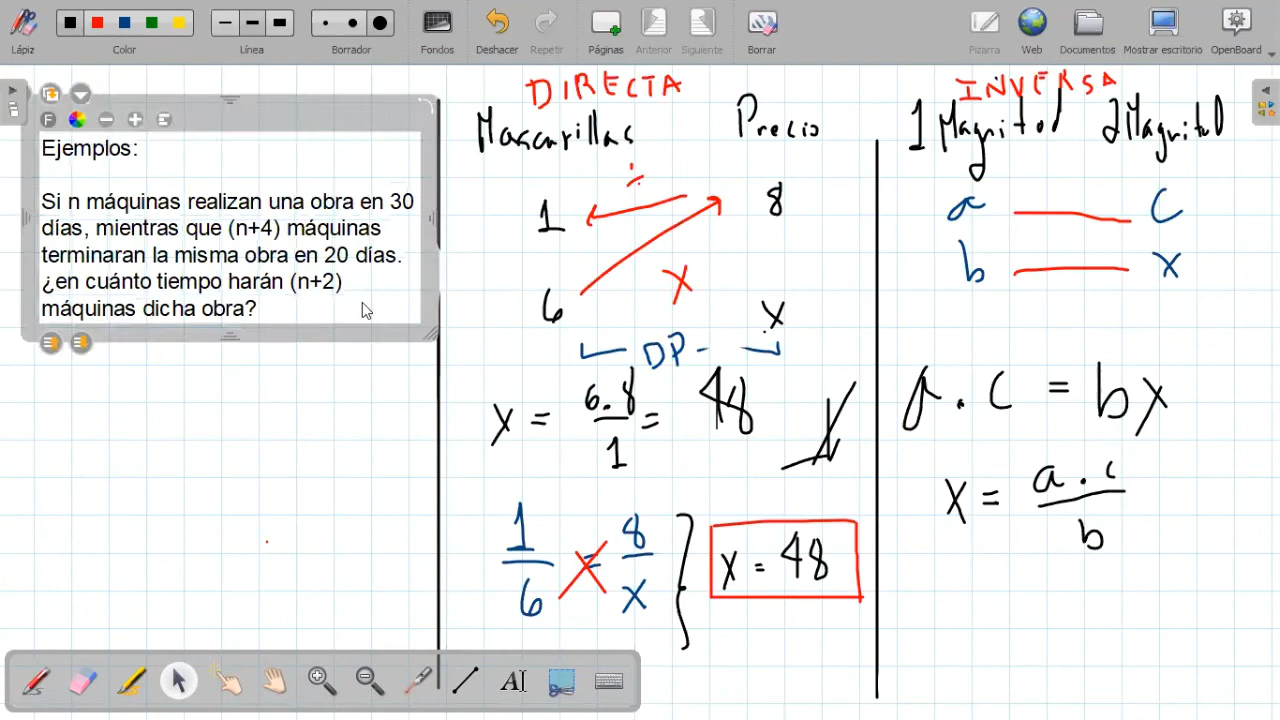 Lápiz
Color
Línea
Borrador
Fondos
Deshacer
Repetir
Páginas
Anterior
Siguiente
Borrar
Pizarra
Web
Documentos
Mostrar escritorio
OpenBoard
F
Ejemplos:
Si n máquinas realizan una obra en 30
días, mientras que (n+4) máquinas
terminaran la misma obra en 20 días.
¿en cuánto tiempo harán (n+2)
máquinas dicha obra?
DIRECTA
Mascarillas Precio
÷
1 8
X
6 x
DP
x = 6.8/1 = 48
1/6 = 8/x
x = 48
INVERSA
1 Magnitud 2 Magnitud
a c
b x
a . c = bx
x = a . c / b
AI